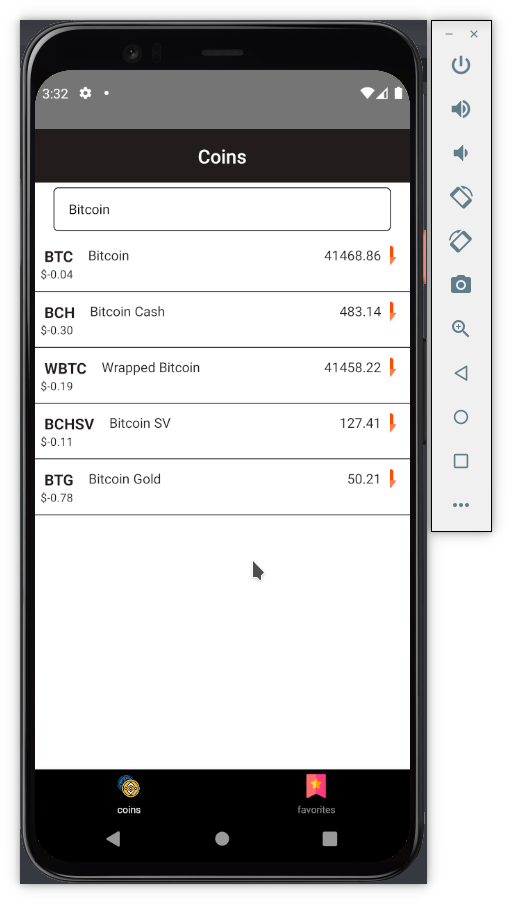 3:32
Coins
Bitcoin
BTC Bitcoin 41468.86
$-0.04
BCH Bitcoin Cash 483.14
$-0.30
WBTC Wrapped Bitcoin 41458.22
$-0.19
BCHSV Bitcoin SV 127.41
$-0.11
BTG Bitcoin Gold 50.21
$-0.78
coins favorites